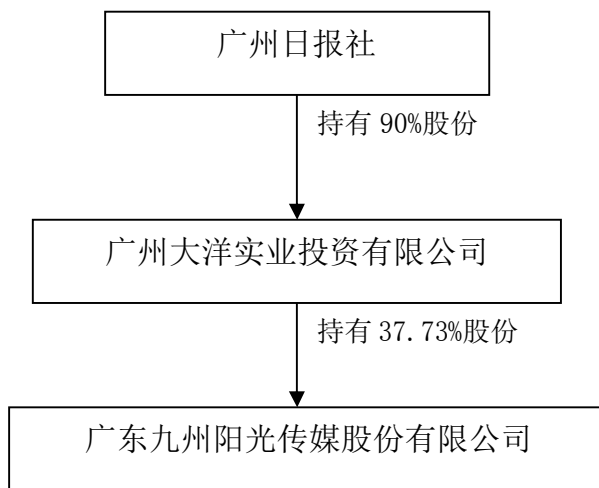 广州日报社
持有 90%股份
广州大洋实业投资有限公司
持有 37.73%股份
广东九州阳光传媒股份有限公司